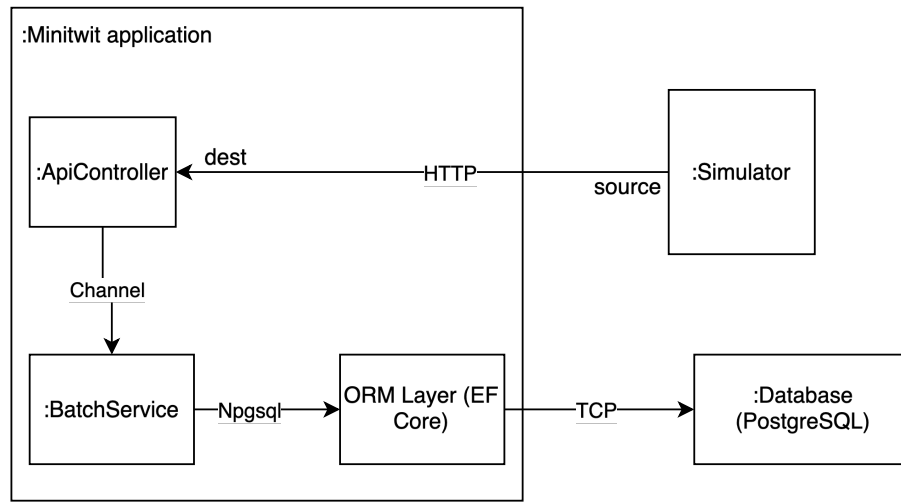 :Minitwit application
:ApiController
dest
HTTP
source
:Simulator
Channel
:BatchService
Npgsql
ORM Layer (EF
Core)
TCP
:Database
(PostgreSQL)